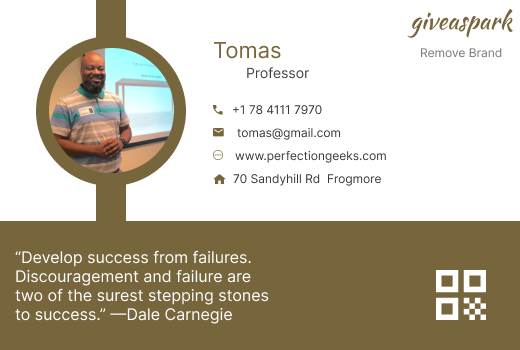 giveaspark
Remove Brand
Tomas
Professor
+1 78 4111 7970
tomas@gmail.com
www.perfectiongeeks.com
70 Sandyhill Rd Frogmore
“Develop success from failures.
Discouragement and failure are
two of the surest stepping stones
to success.” —Dale Carnegie